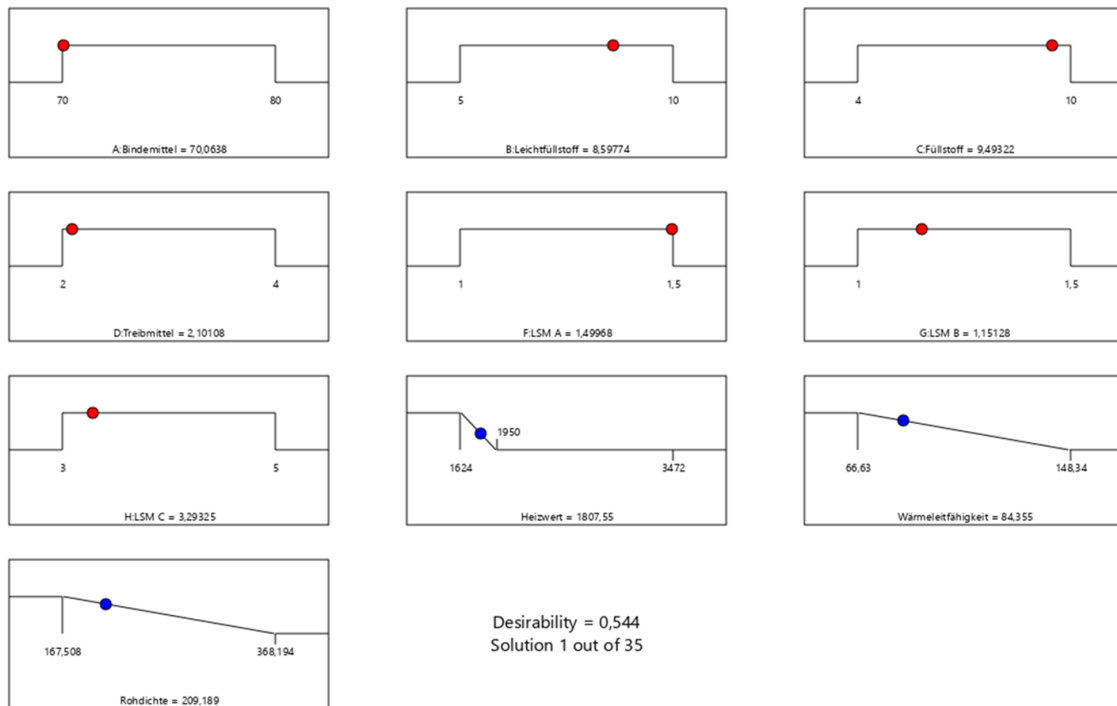 70
80
A:Bindemittel = 70,0638
5
10
B:Leichtfüllstoff = 8,59774
4
10
C:Füllstoff = 9,49322
2
4
D:Treibmittel = 2,10108
1
1,5
F:LSM A = 1,49968
1
1,5
G:LSM B = 1,15128
3
5
H:LSM C = 3,29325
1950
1624
3472
Heizwert = 1807,55
66,63
148,34
Wärmeleitfähigkeit = 84,355
167,508
368,194
Rohdichte = 209,189
Desirability = 0,544
Solution 1 out of 35